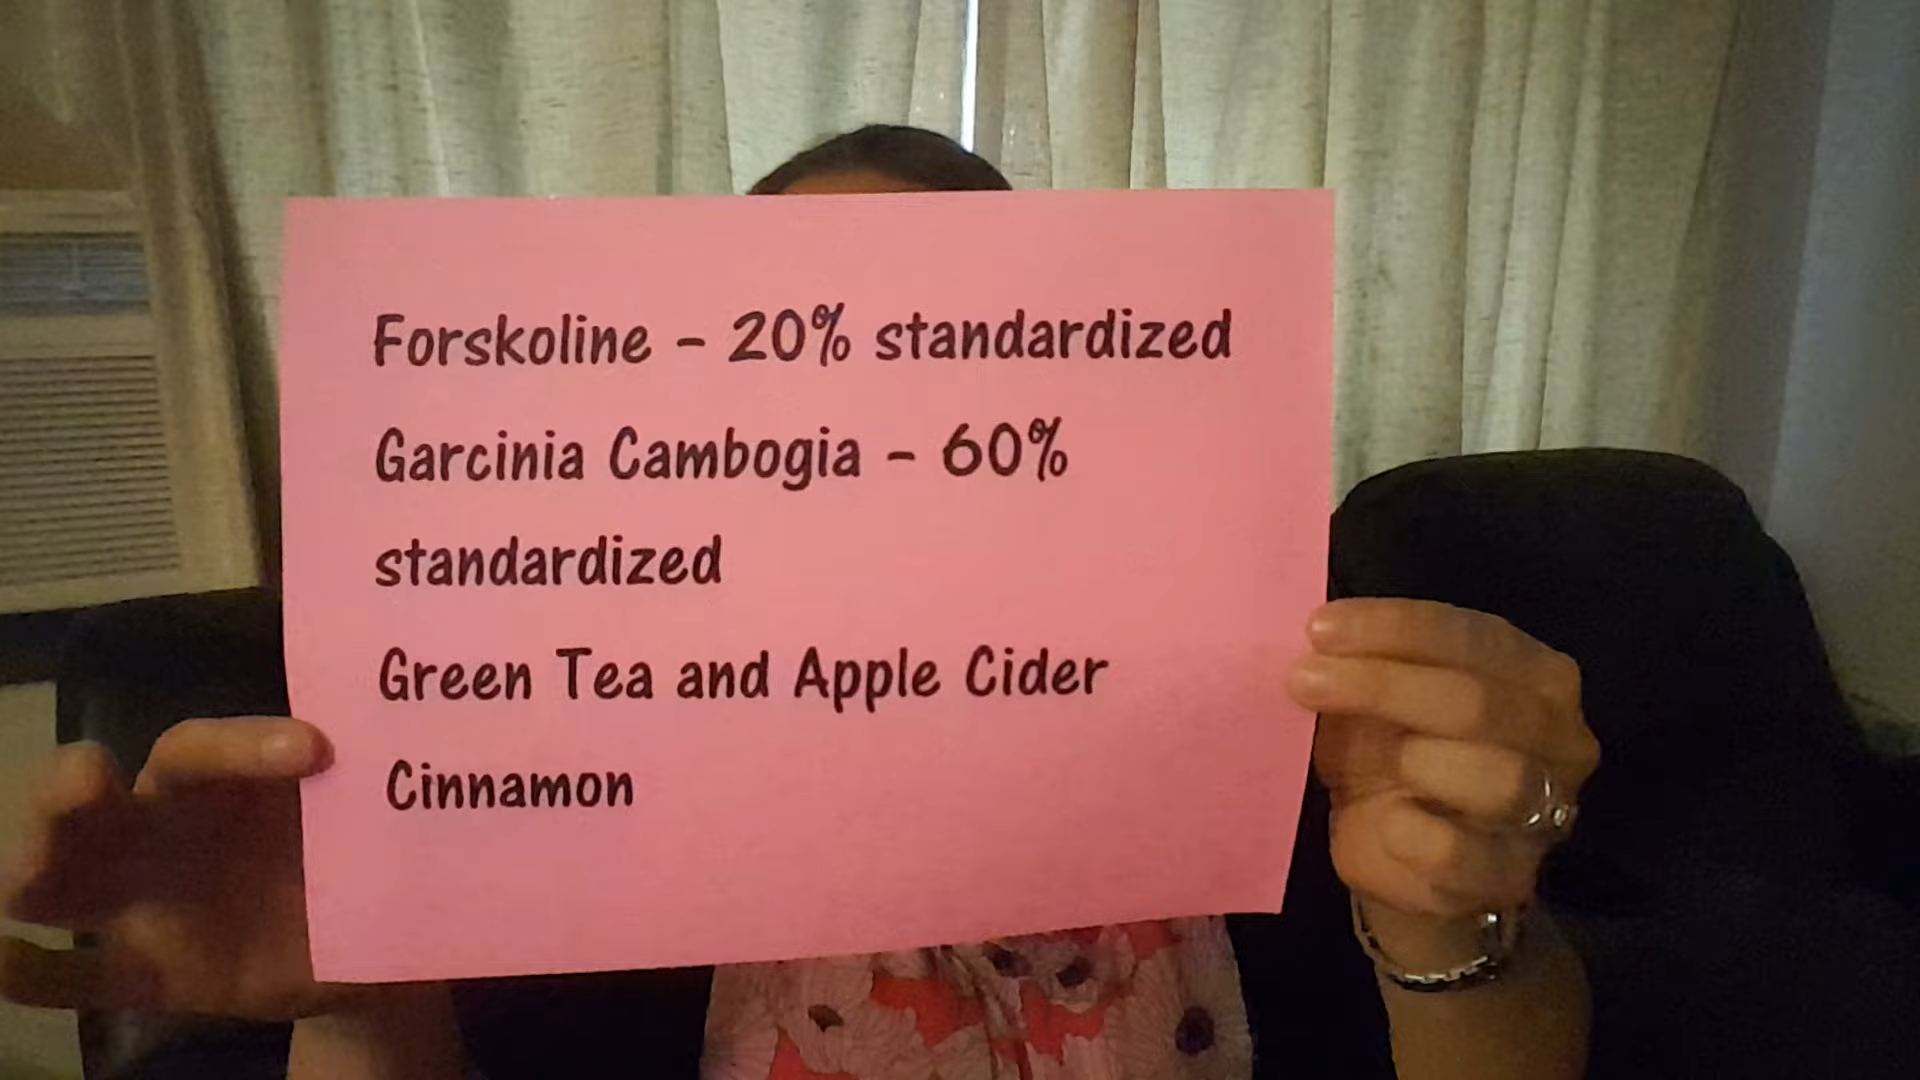 Forskoline - 20% standardized
Garcinia Cambogia - 60%
standardized
Green Tea and Apple Cider
Cinnamon